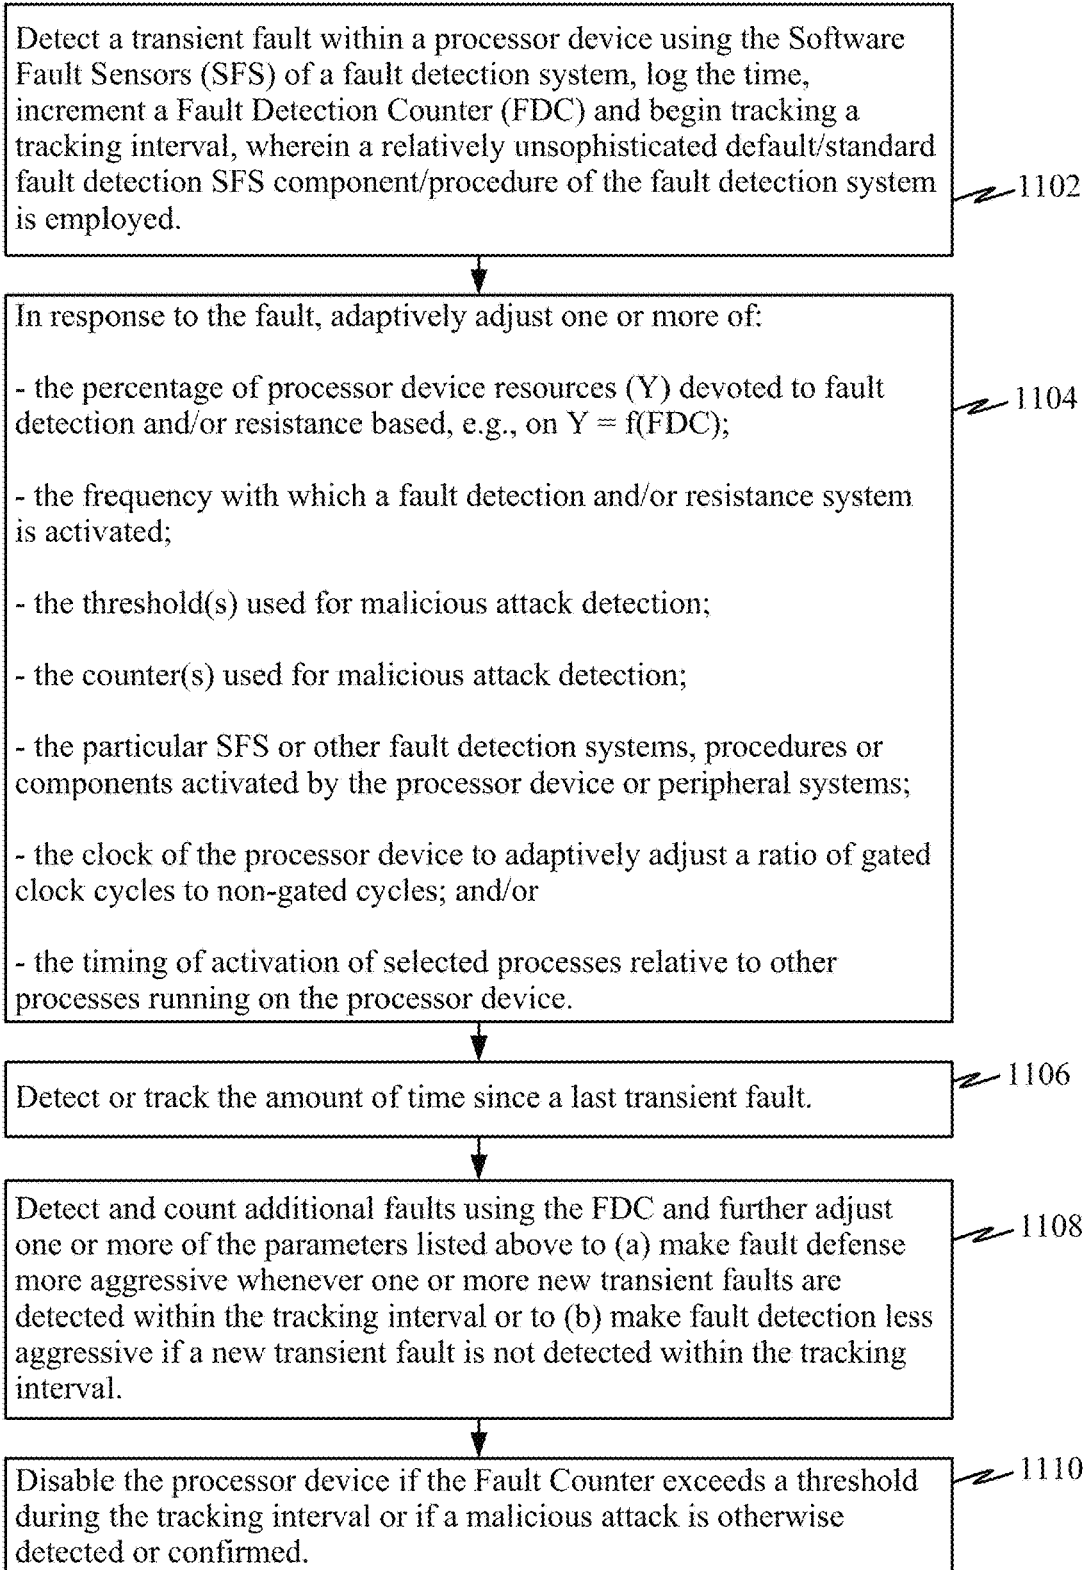 Detect a transient fault within a processor device using the Software
Fault Sensors (SFS) of a fault detection system, log the time,
increment a Fault Detection Counter (FDC) and begin tracking a
tracking interval, wherein a relatively unsophisticated default/standard
fault detection SFS component/procedure of the fault detection system
is employed.
1102
In response to the fault, adaptively adjust one or more of:
- the percentage of processor device resources (Y) devoted to fault
detection and/or resistance based, e.g., on Y = f(FDC);
1104
- the frequency with which a fault detection and/or resistance system
is activated;
- the threshold(s) used for malicious attack detection;
- the counter(s) used for malicious attack detection;
- the particular SFS or other fault detection systems, procedures or
components activated by the processor device or peripheral systems;
- the clock of the processor device to adaptively adjust a ratio of gated
clock cycles to non-gated cycles; and/or
- the timing of activation of selected processes relative to other
processes running on the processor device.
Detect or track the amount of time since a last transient fault.
1106
Detect and count additional faults using the FDC and further adjust
one or more of the parameters listed above to (a) make fault defense
more aggressive whenever one or more new transient faults are
detected within the tracking interval or to (b) make fault detection less
aggressive if a new transient fault is not detected within the tracking
interval.
1108
Disable the processor device if the Fault Counter exceeds a threshold
during the tracking interval or if a malicious attack is otherwise
detected or confirmed.
1110